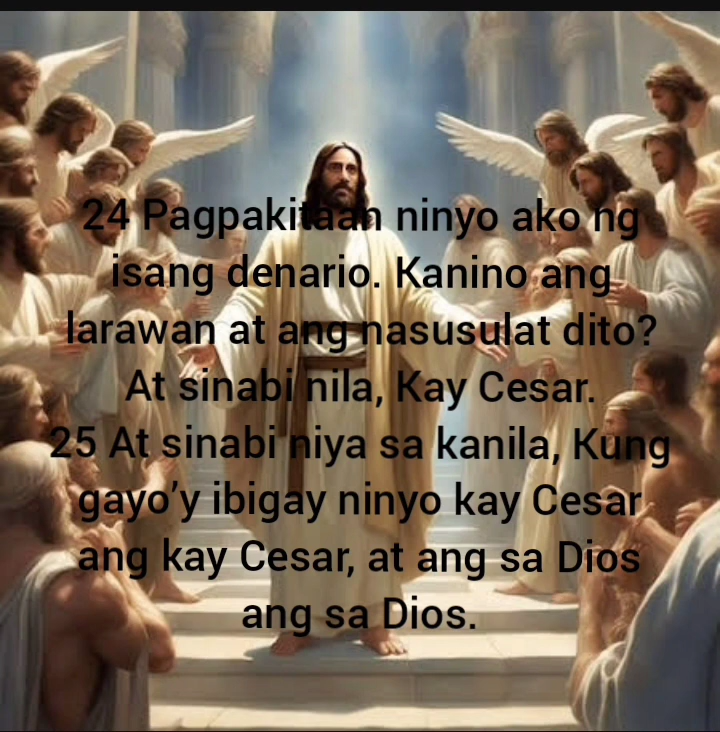 24 Pagpakitaan ninyo ako ng
isang denario. Kanino ang
larawan at ang nasusulat dito?
At sinabi nila, Kay Cesar.
25 At sinabi niya sa kanila, Kung
gayo’y ibigay ninyo kay Cesar
ang kay Cesar, at ang sa Dios
ang sa Dios.